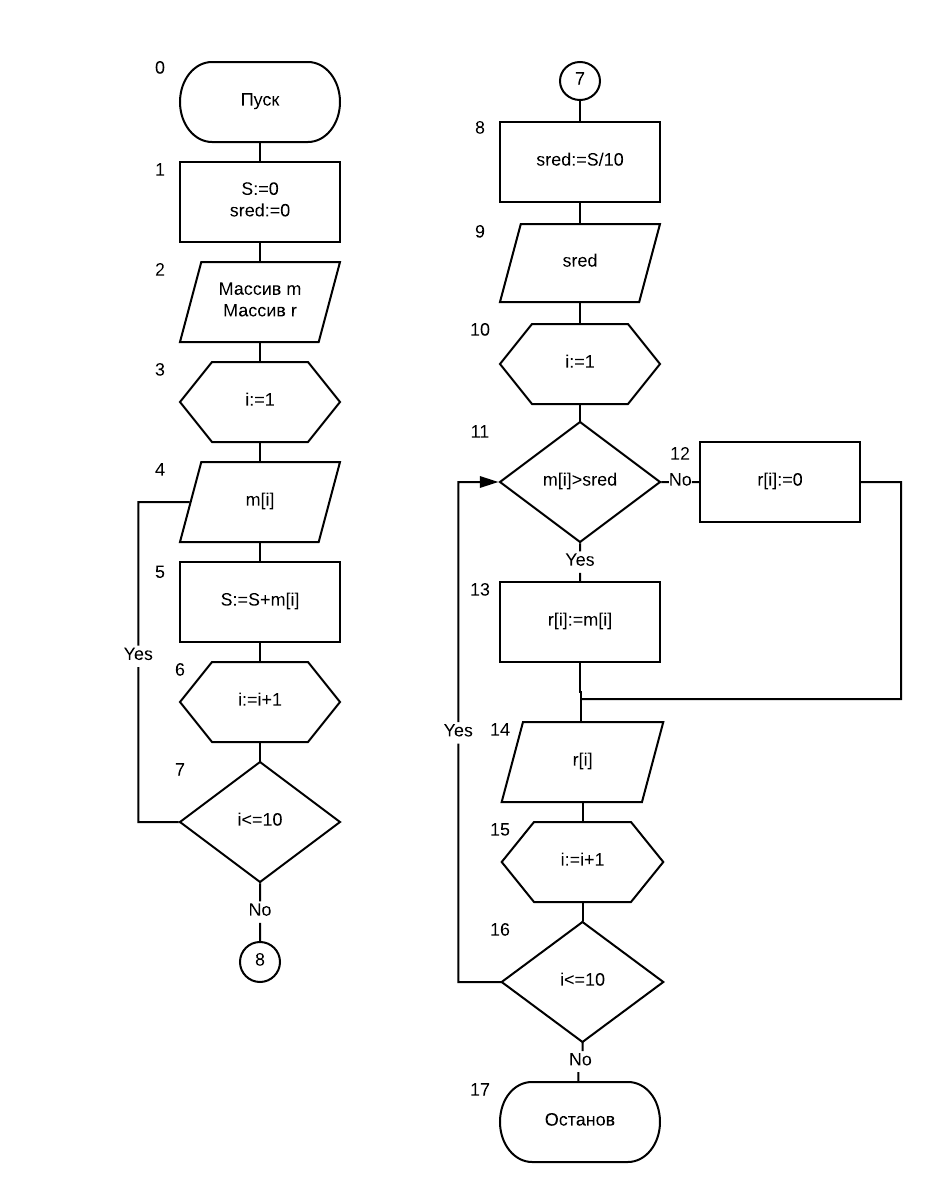 0
Пуск
1
S:=0
sred:=0
2
Массив m
Массив r
3
i:=1
4
m[i]
5
S:=S+m[i]
Yes
6
i:=i+1
7
i<=10
No
8
7
8
sred:=S/10
9
sred
10
i:=1
11
m[i]>sred
No
12
r[i]:=0
Yes
13
r[i]:=m[i]
Yes
14
r[i]
15
i:=i+1
16
i<=10
No
17
Останов